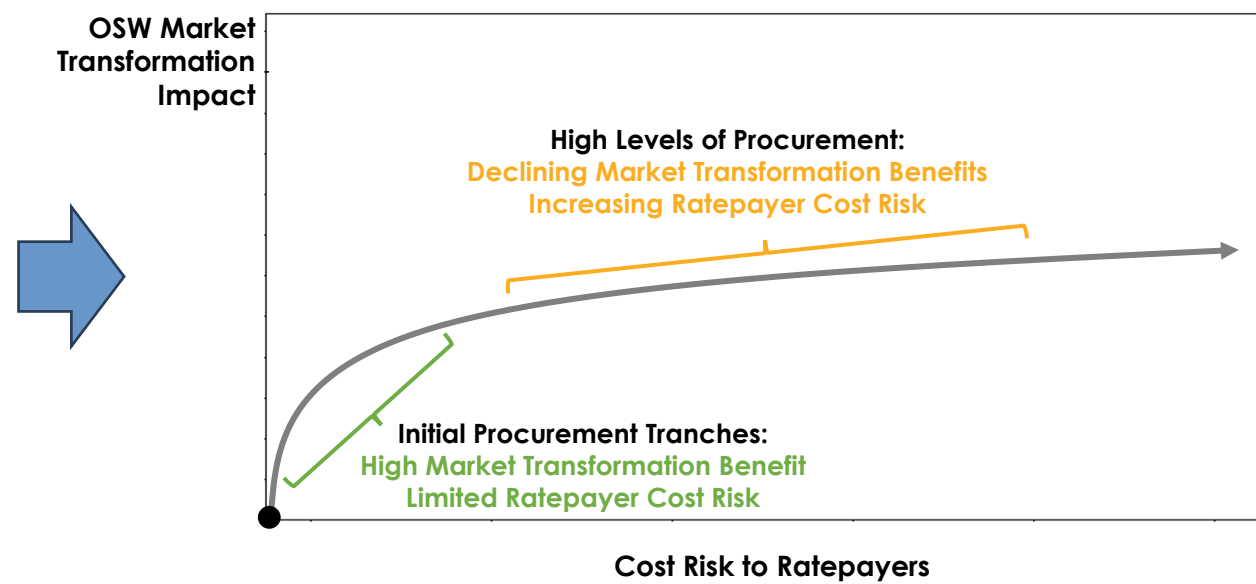 OSW Market
Transformation
Impact
High Levels of Procurement:
Declining Market Transformation Benefits
Increasing Ratepayer Cost Risk
Initial Procurement Tranches:
High Market Transformation Benefit
Limited Ratepayer Cost Risk
Cost Risk to Ratepayers